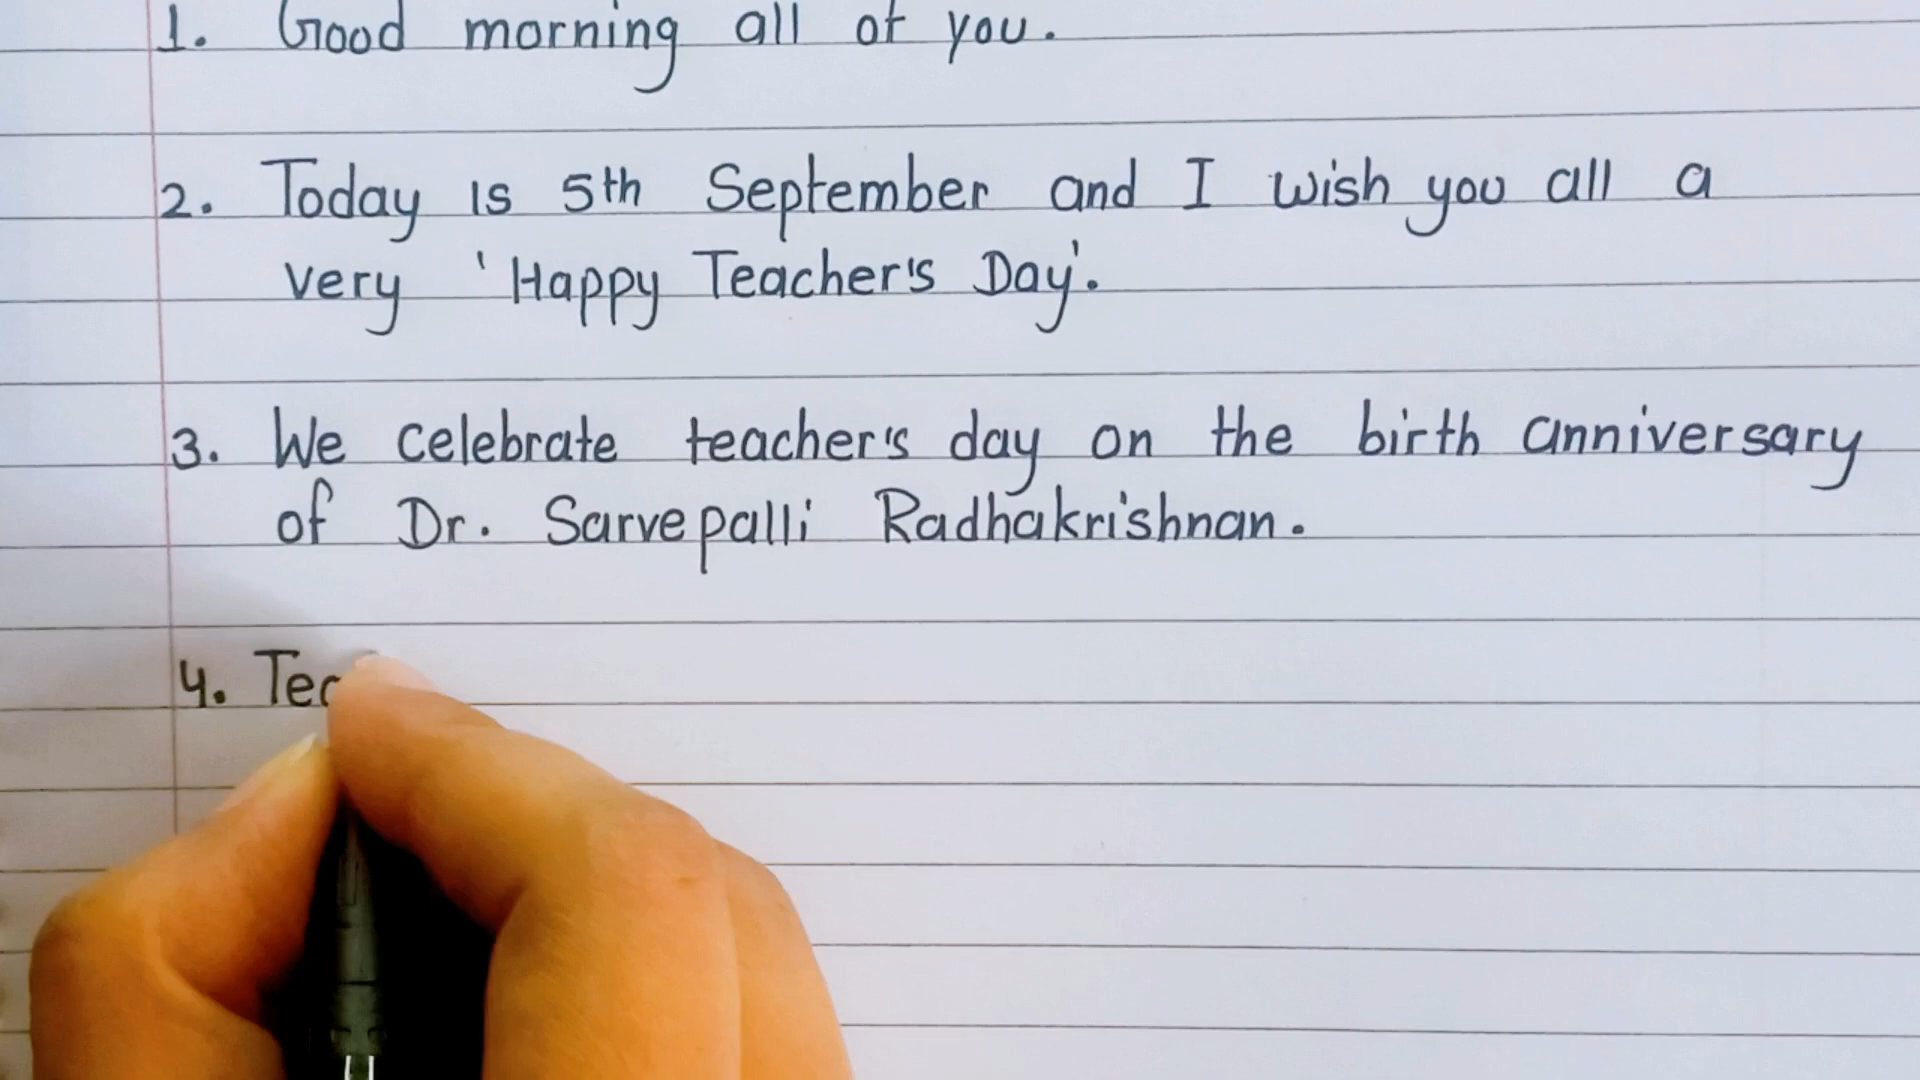 1. Good morning all of you.
2. Today is 5th September and I wish you all a
very 'Happy Teacher's Day'.
3. We celebrate teacher's day on the birth anniversary
of Dr. Sarvepalli Radhakrishnan.
4.